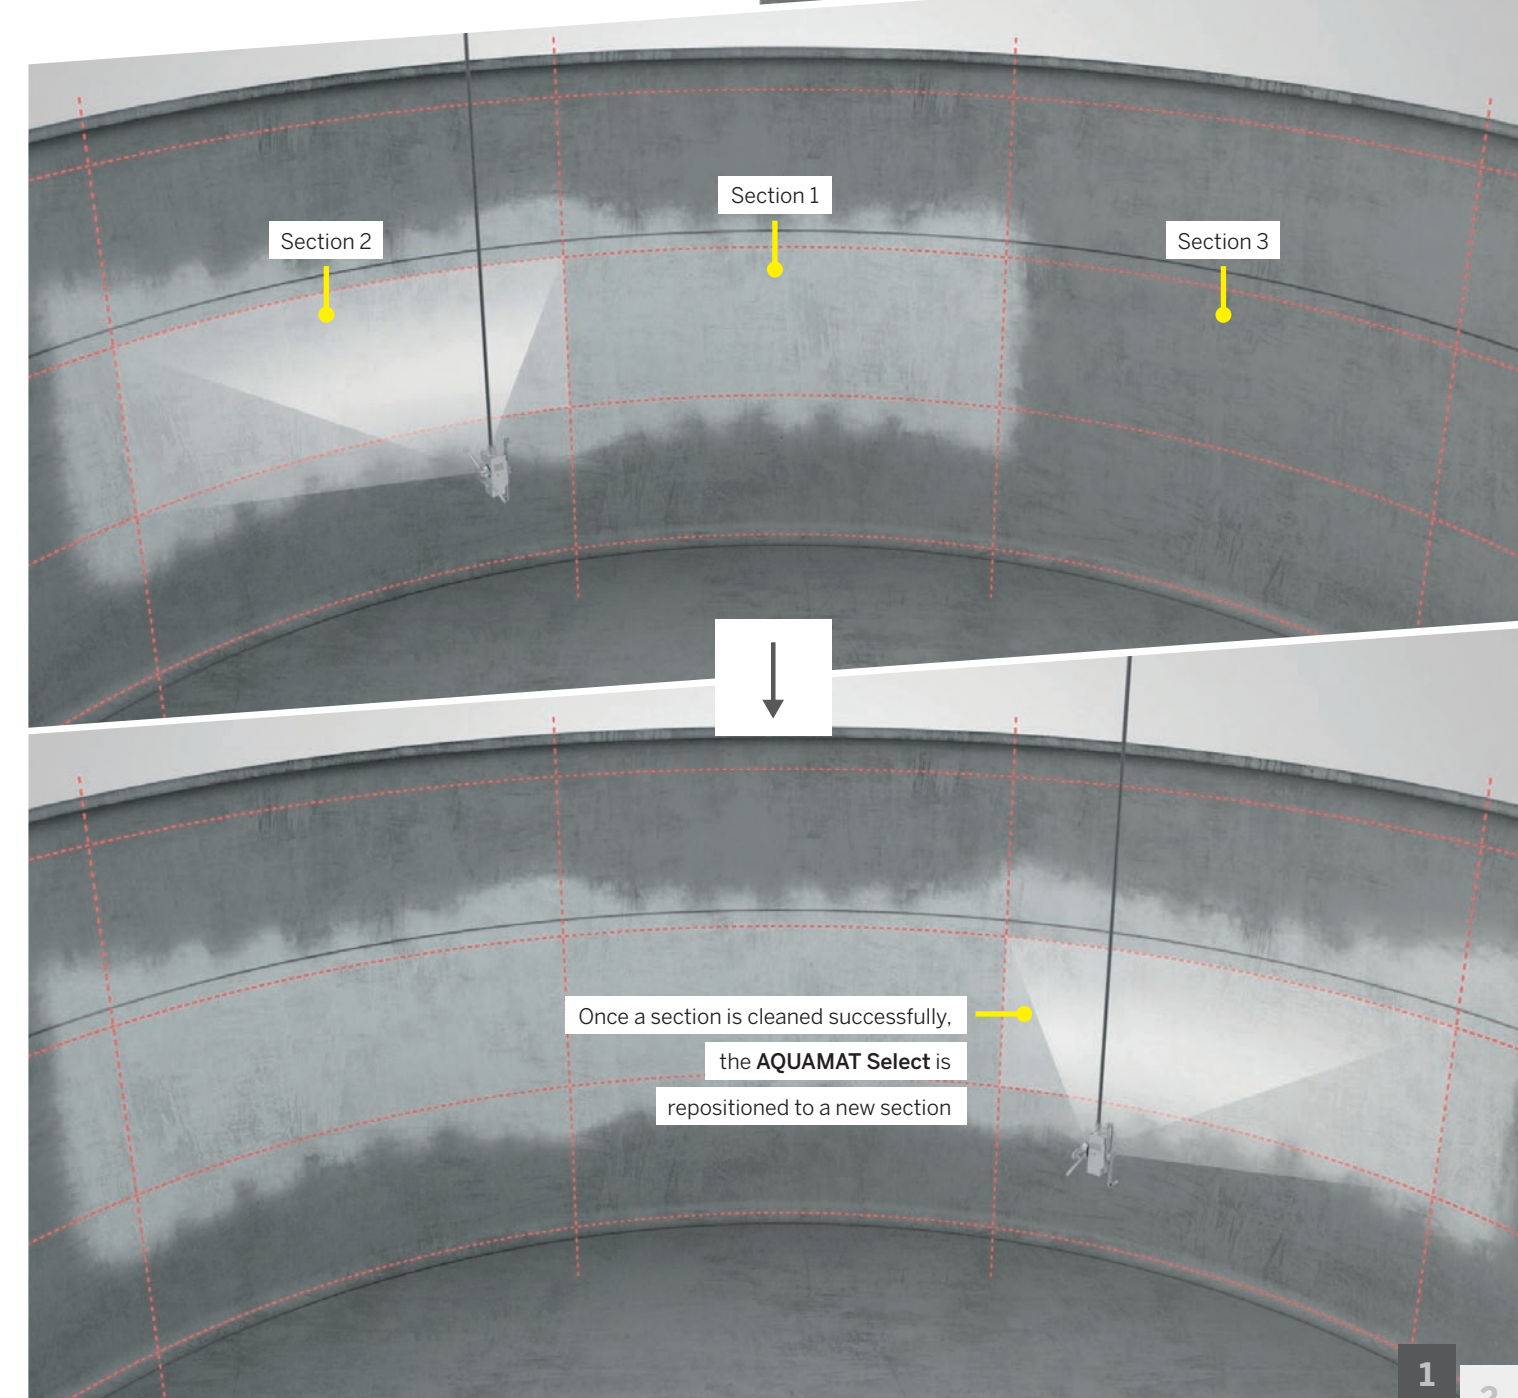 Section 1
Section 2
Section 3
Once a section is cleaned successfully,
the AQUAMAT Select is
repositioned to a new section
1